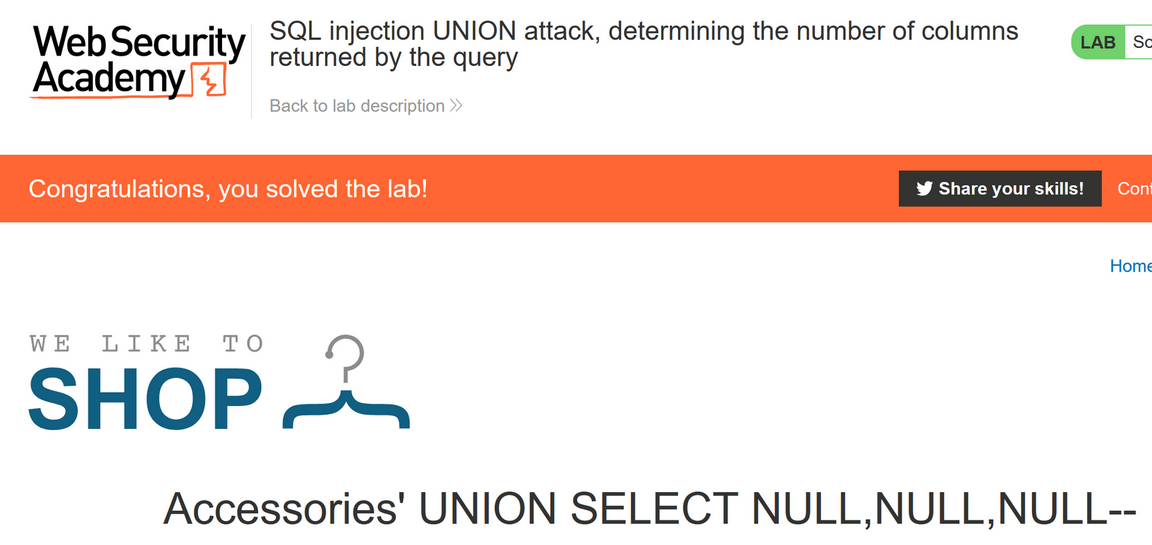 Web Security
Academy
SQL injection UNION attack, determining the number of columns
returned by the query
Back to lab description
LAB
Congratulations, you solved the lab!
Share your skills!
Home
WE LIKE TO
SHOP
Accessories' UNION SELECT NULL,NULL,NULL--